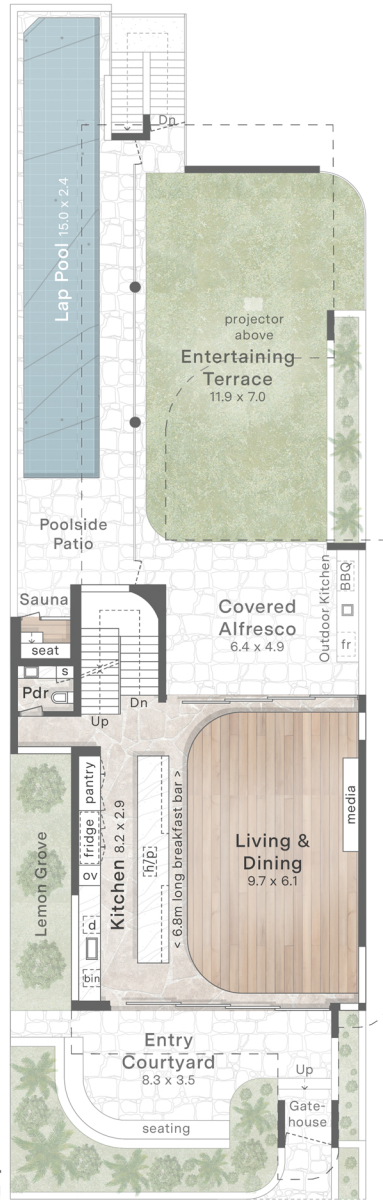 Dn
Lap Pool 15.0 x 2.4
projector
above
Entertaining
Terrace
11.9 x 7.0
Poolside
Patio
Sauna
seat
s
Pdr
Up
Dn
Covered
Alfresco
6.4 x 4.9
Outdoor Kitchen
BBQ
fr
pantry
fridge
ov
d
bin
Kitchen 8.2 x 2.9
h/p
< 6.8m long breakfast bar >
Living &
Dining
9.7 x 6.1
media
Lemon Grove
Entry
Courtyard
8.3 x 3.5
seating
Up
Gate-
house